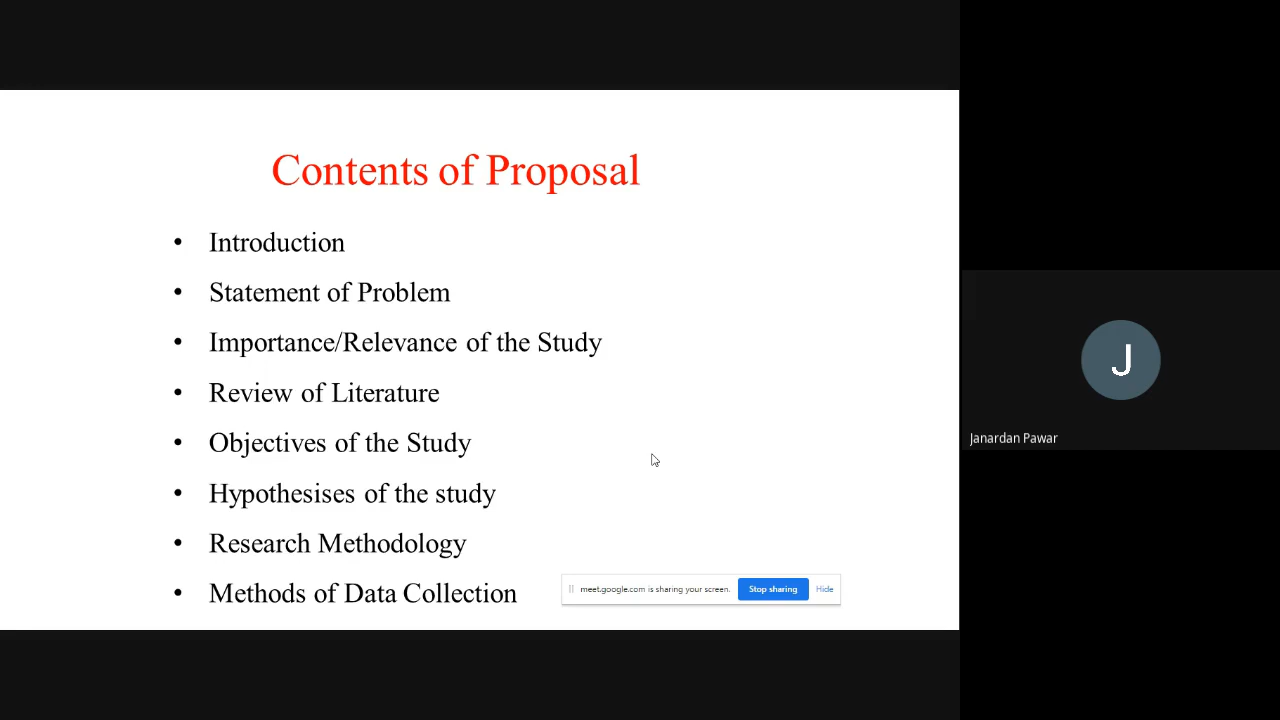 Contents of Proposal
• Introduction
• Statement of Problem
• Importance/Relevance of the Study
• Review of Literature
• Objectives of the Study
• Hypothesises of the study
• Research Methodology
• Methods of Data Collection
meet.google.com is sharing your screen. Stop sharing Hide
J
Janardan Pawar